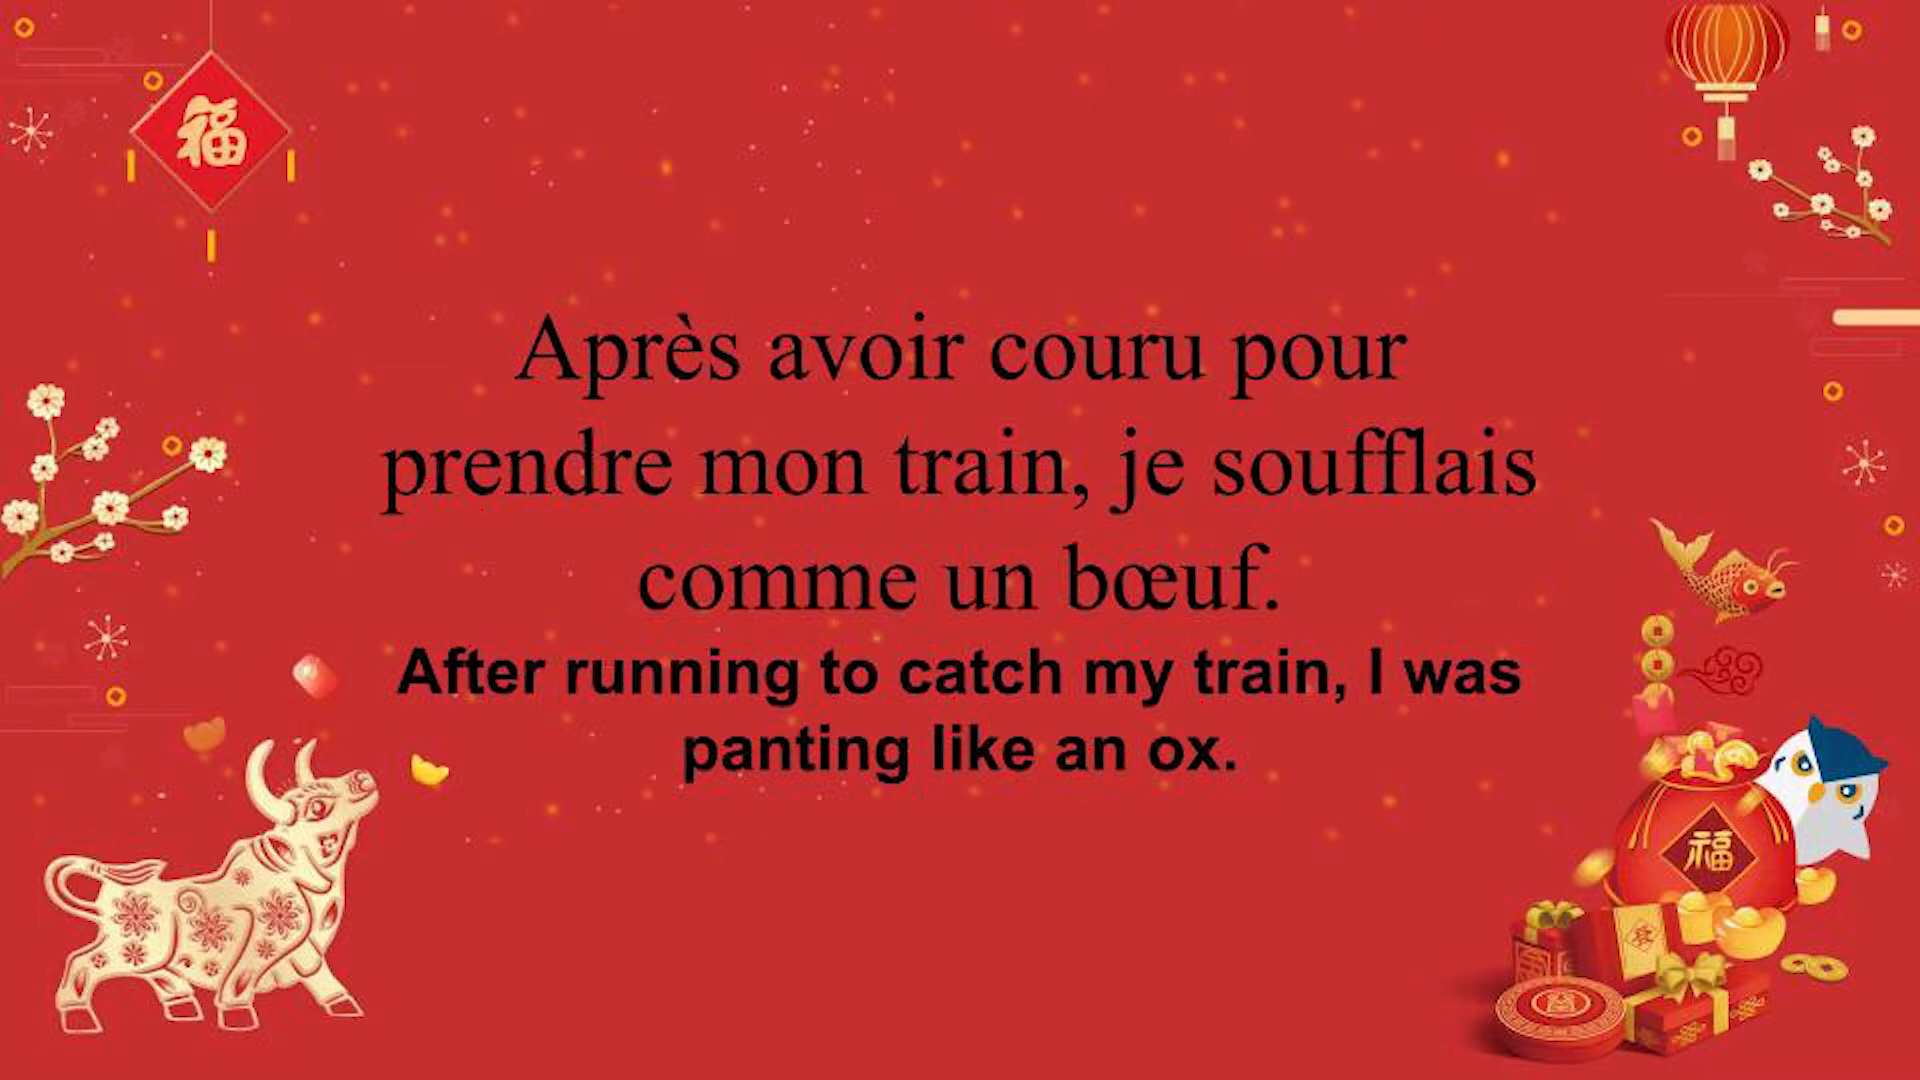 福
Après avoir couru pour
prendre mon train, je soufflais
comme un bœuf.
After running to catch my train, I was
panting like an ox.
福